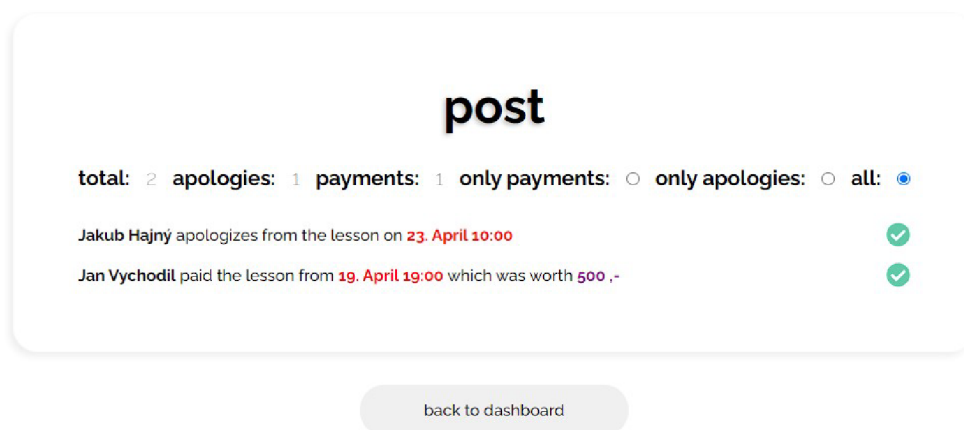 post
total: 2 apologies: 1 payments: 1 only payments: only apologies: all:
Jakub Hajný apologizes from the lesson on 23. April 10:00
Jan Vychodil paid the lesson from 19. April 19:00 which was worth 500 ,-
back to dashboard